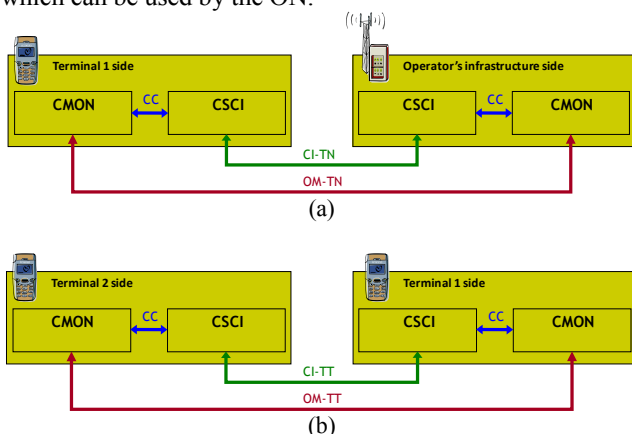 which can be used by the ON.
Terminal 1 side
Operator's infrastructure side
CMON
CC
CSCI
CSCI
CC
CMON
CI-TN
OM-TN
(a)
Terminal 2 side
Terminal 1 side
CMON
CC
CSCI
CSCI
CC
CMON
CI-TT
OM-TT
(b)